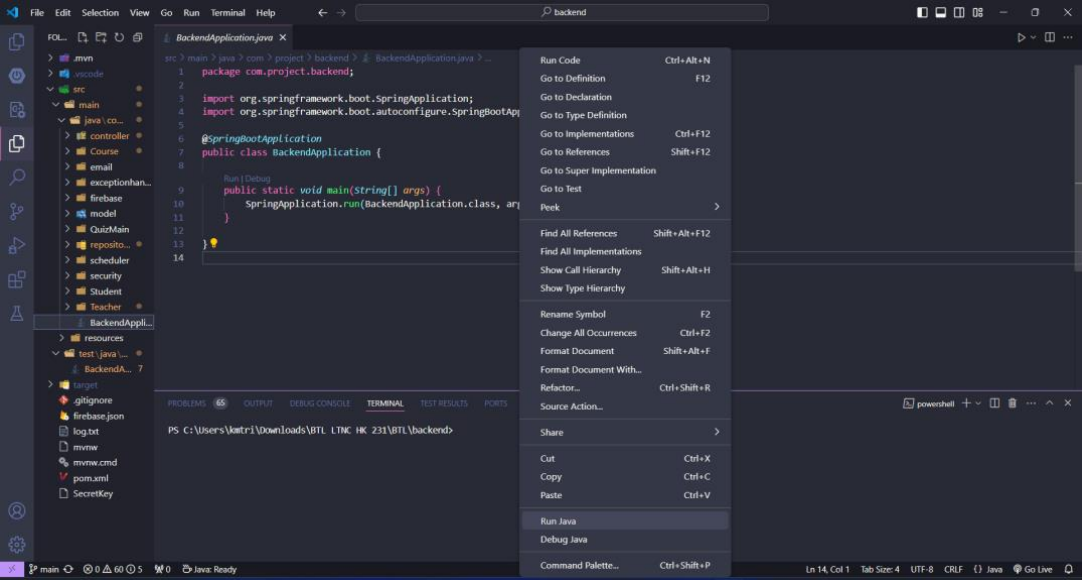 File Edit Selection View Go Run Terminal Help
backend
FOL...
BackendApplication.java
.mvn
.vscode
src
main
java\co...
controller
Course
email
exceptionhan...
firebase
model
QuizMain
reposito...
scheduler
security
Student
Teacher
BackendAppli...
resources
test\java\...
BackendA... 7
target
.gitignore
firebase.json
log.txt
mvnw
mvnw.cmd
pom.xml
SecretKey
src > main > java > com > project > backend > BackendApplication.java > ...
1 package com.project.backend;
2
3 import org.springframework.boot.SpringApplication;
4 import org.springframework.boot.autoconfigure.SpringBootAp
5
6 @SpringBootApplication
7 public class BackendApplication {
8
Run | Debug
9 public static void main(String[] args) {
10 SpringApplication.run(BackendApplication.class, arg
11 }
12
13 }
14
Run Code Ctrl+Alt+N
Go to Definition F12
Go to Declaration
Go to Type Definition
Go to Implementations Ctrl+F12
Go to References Shift+F12
Go to Super Implementation
Go to Test
Peek >
Find All References Shift+Alt+F12
Find All Implementations
Show Call Hierarchy Shift+Alt+H
Show Type Hierarchy
Rename Symbol F2
Change All Occurrences Ctrl+F2
Format Document Shift+Alt+F
Format Document With...
Refactor... Ctrl+Shift+R
Source Action...
Share >
Cut Ctrl+X
Copy Ctrl+C
Paste Ctrl+V
Run Java
Debug Java
Command Palette... Ctrl+Shift+P
PROBLEMS 65 OUTPUT DEBUG CONSOLE TERMINAL TEST RESULTS PORTS
powershell
PS C:\Users\kmtri\Downloads\BTL LTNC HK 231\BTL\backend>
main 0 60 5 0 Java: Ready Ln 14, Col 1 Tab Size: 4 UTF-8 CRLF {} Java Go Live